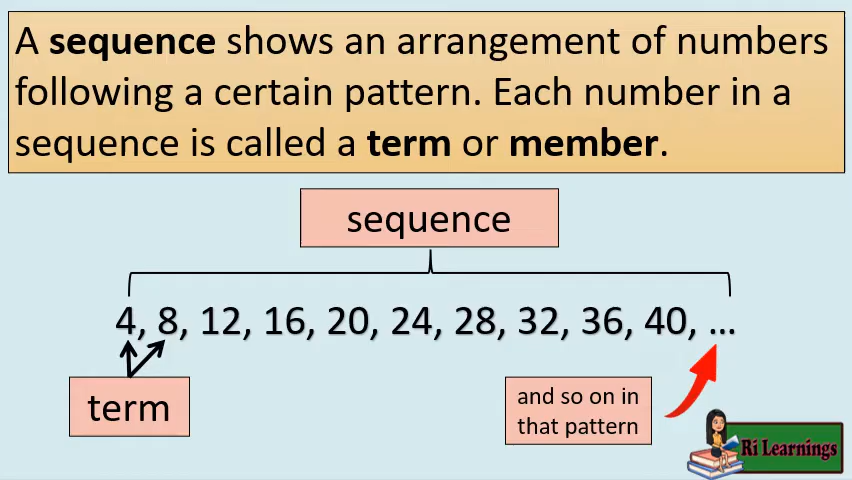 A sequence shows an arrangement of numbers
following a certain pattern. Each number in a
sequence is called a term or member.
sequence
4, 8, 12, 16, 20, 24, 28, 32, 36, 40, ...
term
and so on in
that pattern
Ri Learnings